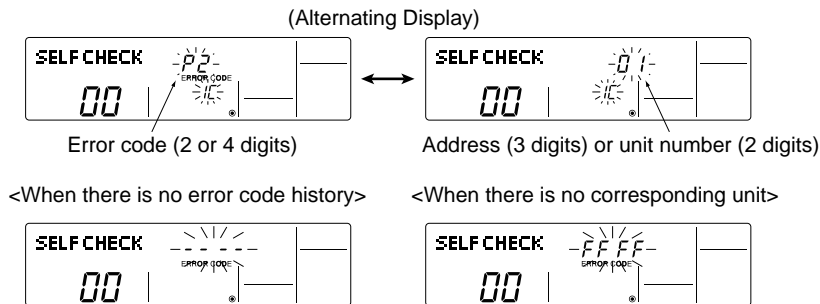 (Alternating Display)
SELF CHECK P2 ERROR CODE
00 1C
SELF CHECK 01
00 1C
Error code (2 or 4 digits)
Address (3 digits) or unit number (2 digits)
<When there is no error code history>
<When there is no corresponding unit>
SELF CHECK - - - - ERROR CODE
00
SELF CHECK FFFF ERROR CODE
00